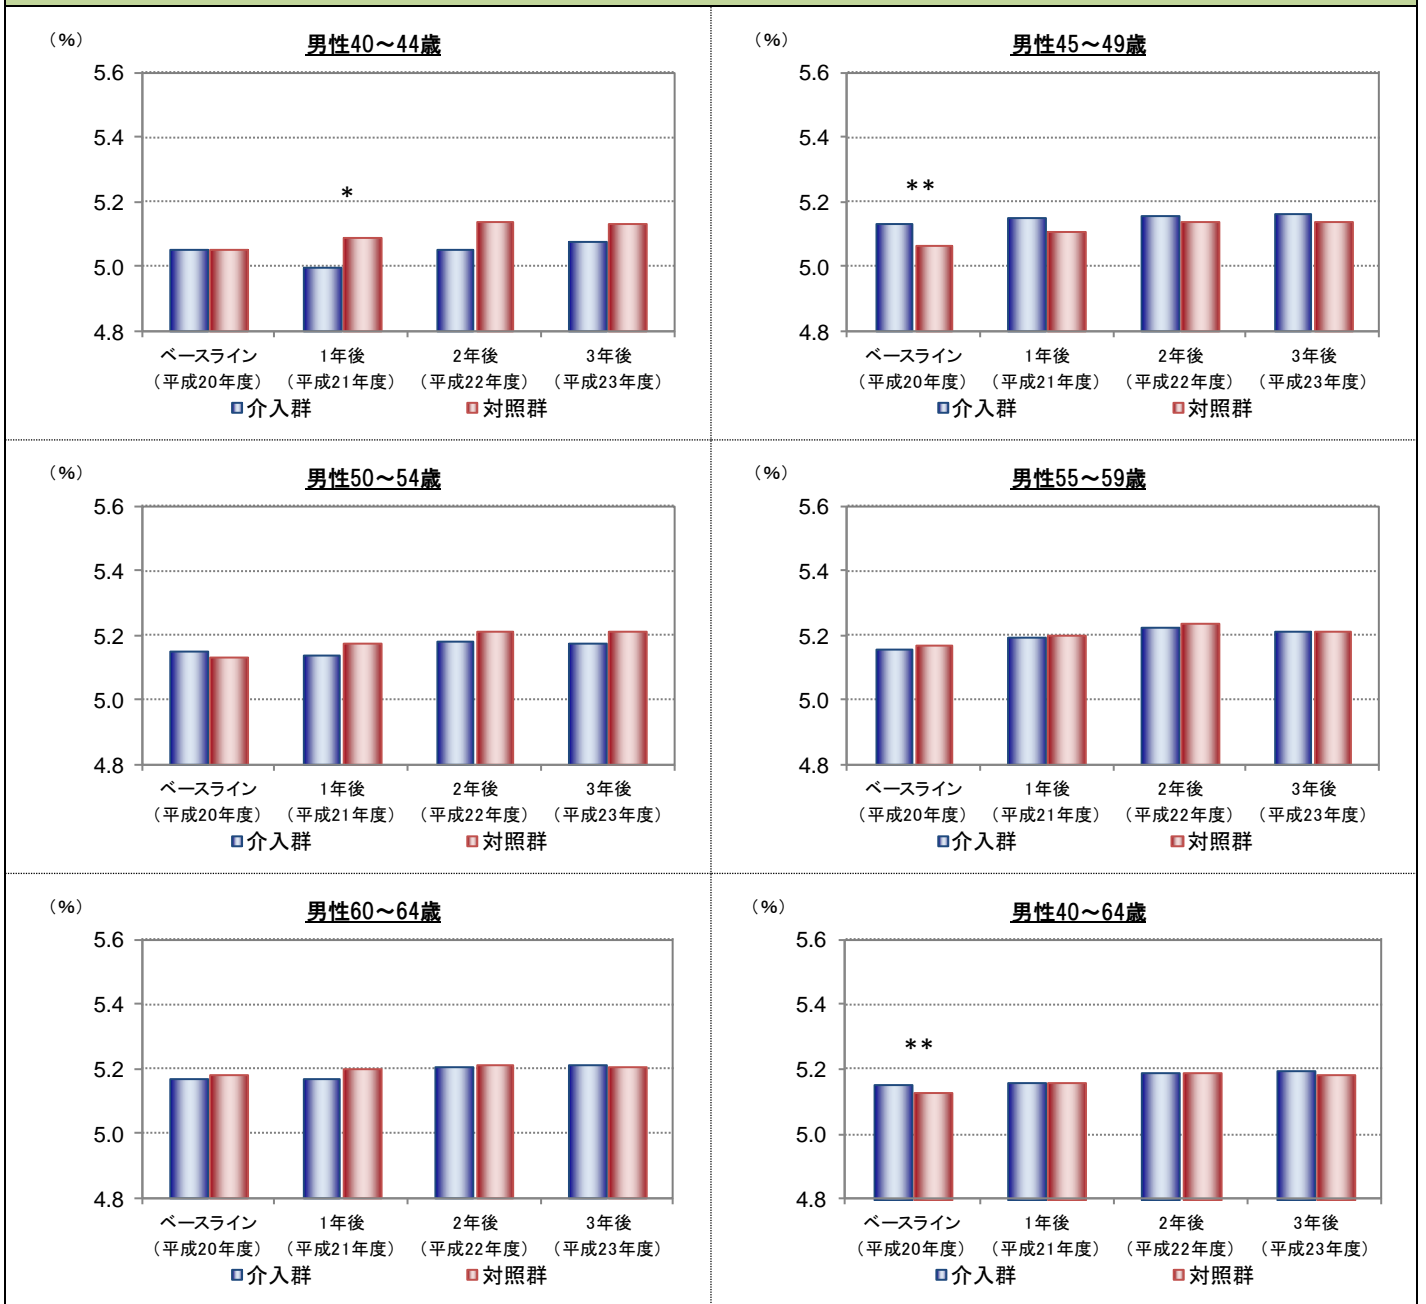 (%)
男性40～44歳
5.6
5.4
5.2
5.0
4.8
*
ベースライン 1年後 2年後 3年後
(平成20年度) (平成21年度) (平成22年度) (平成23年度)
介入群 対照群
(%)
男性45～49歳
5.6
5.4
5.2
5.0
4.8
**
ベースライン 1年後 2年後 3年後
(平成20年度) (平成21年度) (平成22年度) (平成23年度)
介入群 対照群
(%)
男性50～54歳
5.6
5.4
5.2
5.0
4.8
ベースライン 1年後 2年後 3年後
(平成20年度) (平成21年度) (平成22年度) (平成23年度)
介入群 対照群
(%)
男性55～59歳
5.6
5.4
5.2
5.0
4.8
ベースライン 1年後 2年後 3年後
(平成20年度) (平成21年度) (平成22年度) (平成23年度)
介入群 対照群
(%)
男性60～64歳
5.6
5.4
5.2
5.0
4.8
ベースライン 1年後 2年後 3年後
(平成20年度) (平成21年度) (平成22年度) (平成23年度)
介入群 対照群
(%)
男性40～64歳
5.6
5.4
5.2
5.0
4.8
**
ベースライン 1年後 2年後 3年後
(平成20年度) (平成21年度) (平成22年度) (平成23年度)
介入群 対照群